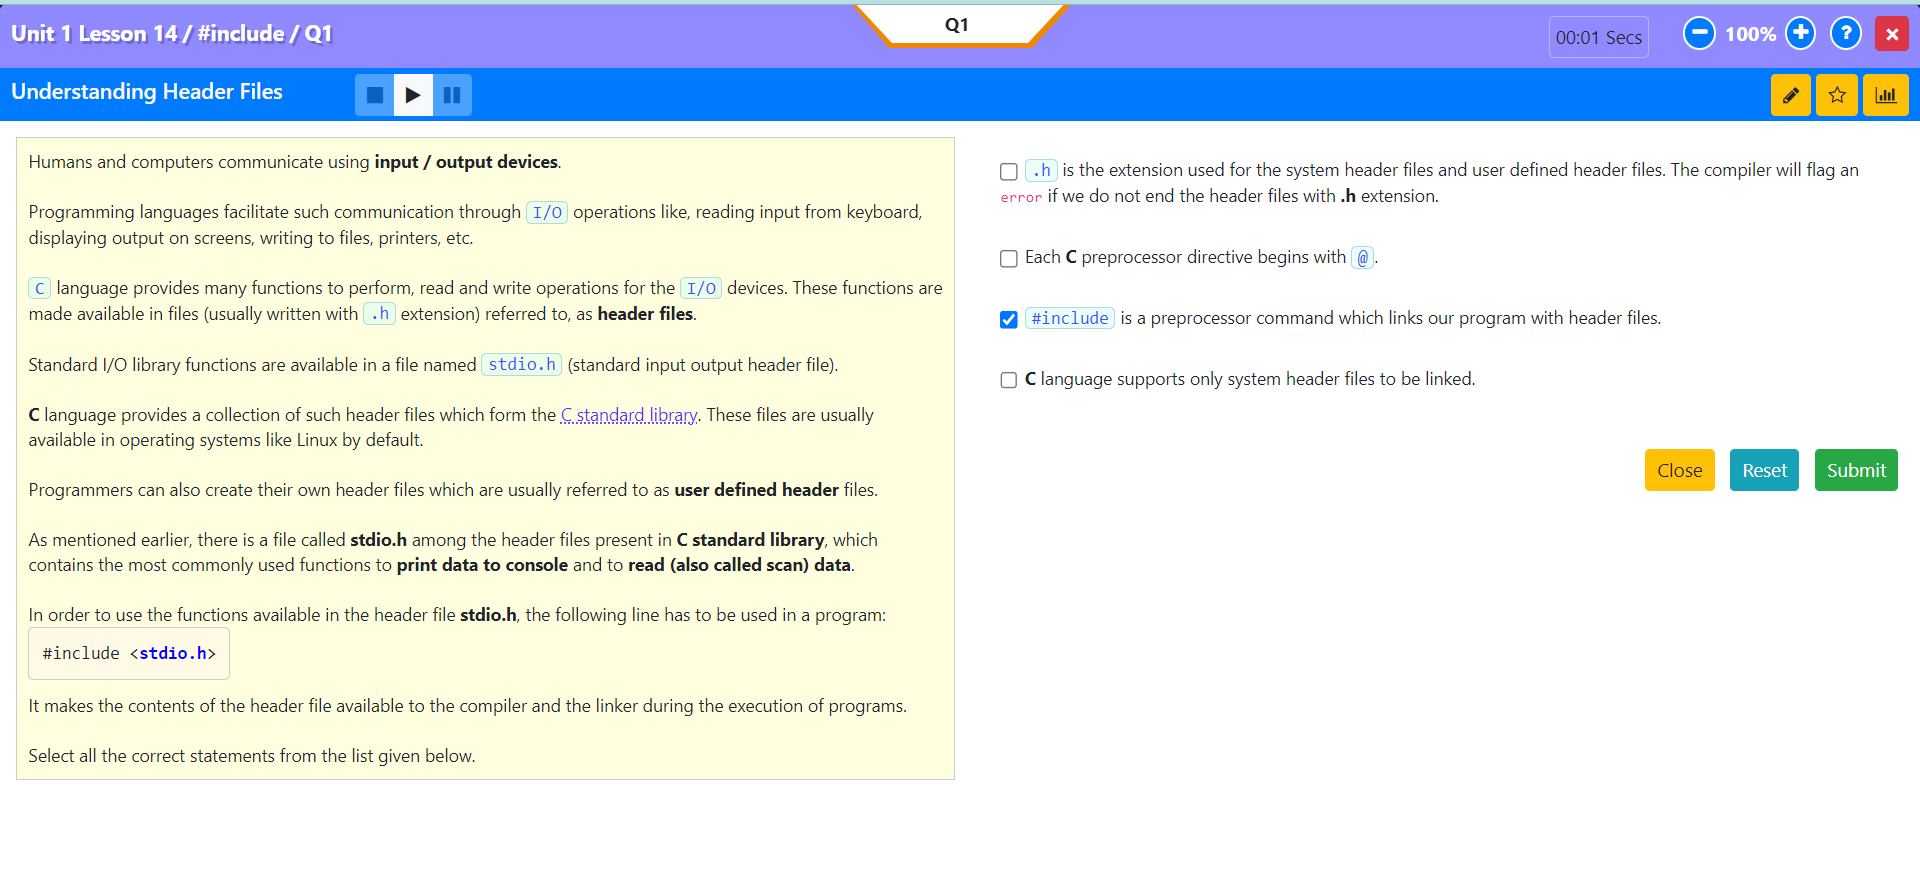 Unit 1 Lesson 14 / #include / Q1
Q1
00:01 Secs
100%
Understanding Header Files
Humans and computers communicate using input / output devices.
Programming languages facilitate such communication through I/O operations like, reading input from keyboard,
displaying output on screens, writing to files, printers, etc.
C language provides many functions to perform, read and write operations for the I/O devices. These functions are
made available in files (usually written with .h extension) referred to, as header files.
Standard I/O library functions are available in a file named stdio.h (standard input output header file).
C language provides a collection of such header files which form the C standard library. These files are usually
available in operating systems like Linux by default.
Programmers can also create their own header files which are usually referred to as user defined header files.
As mentioned earlier, there is a file called stdio.h among the header files present in C standard library, which
contains the most commonly used functions to print data to console and to read (also called scan) data.
In order to use the functions available in the header file stdio.h, the following line has to be used in a program:
#include <stdio.h>
It makes the contents of the header file available to the compiler and the linker during the execution of programs.
Select all the correct statements from the list given below.
.h is the extension used for the system header files and user defined header files. The compiler will flag an
error if we do not end the header files with .h extension.
Each C preprocessor directive begins with @.
#include is a preprocessor command which links our program with header files.
C language supports only system header files to be linked.
Close Reset Submit